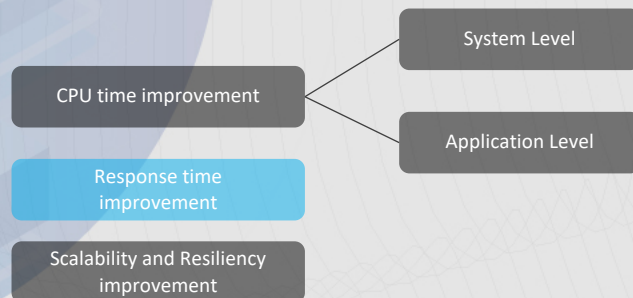 System Level
CPU time improvement
Application Level
Response time
improvement
Scalability and Resiliency
improvement